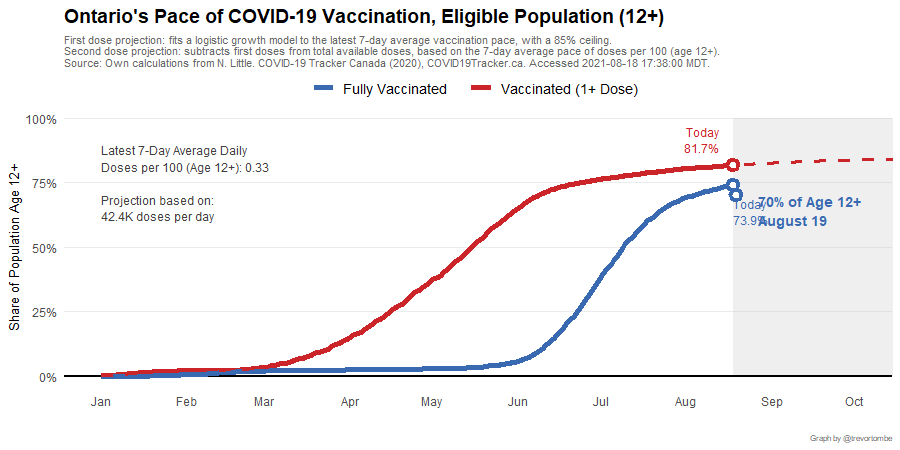 Ontario's Pace of COVID-19 Vaccination, Eligible Population (12+)
First dose projection: fits a logistic growth model to the latest 7-day average vaccination pace, with a 85% ceiling.
Second dose projection: subtracts first doses from total available doses, based on the 7-day average pace of doses per 100 (age 12+).
Source: Own calculations from N. Little. COVID-19 Tracker Canada (2020), COVID19Tracker.ca. Accessed 2021-08-18 17:38:00 MDT.
Fully Vaccinated
Vaccinated (1+ Dose)
Share of Population Age 12+
100%
75%
50%
25%
0%
Latest 7-Day Average Daily
Doses per 100 (Age 12+): 0.33
Projection based on:
42.4K doses per day
Today
81.7%
Today
73.9%
70% of Age 12+
August 19
Jan
Feb
Mar
Apr
May
Jun
Jul
Aug
Sep
Oct
Graph by @trevortombe